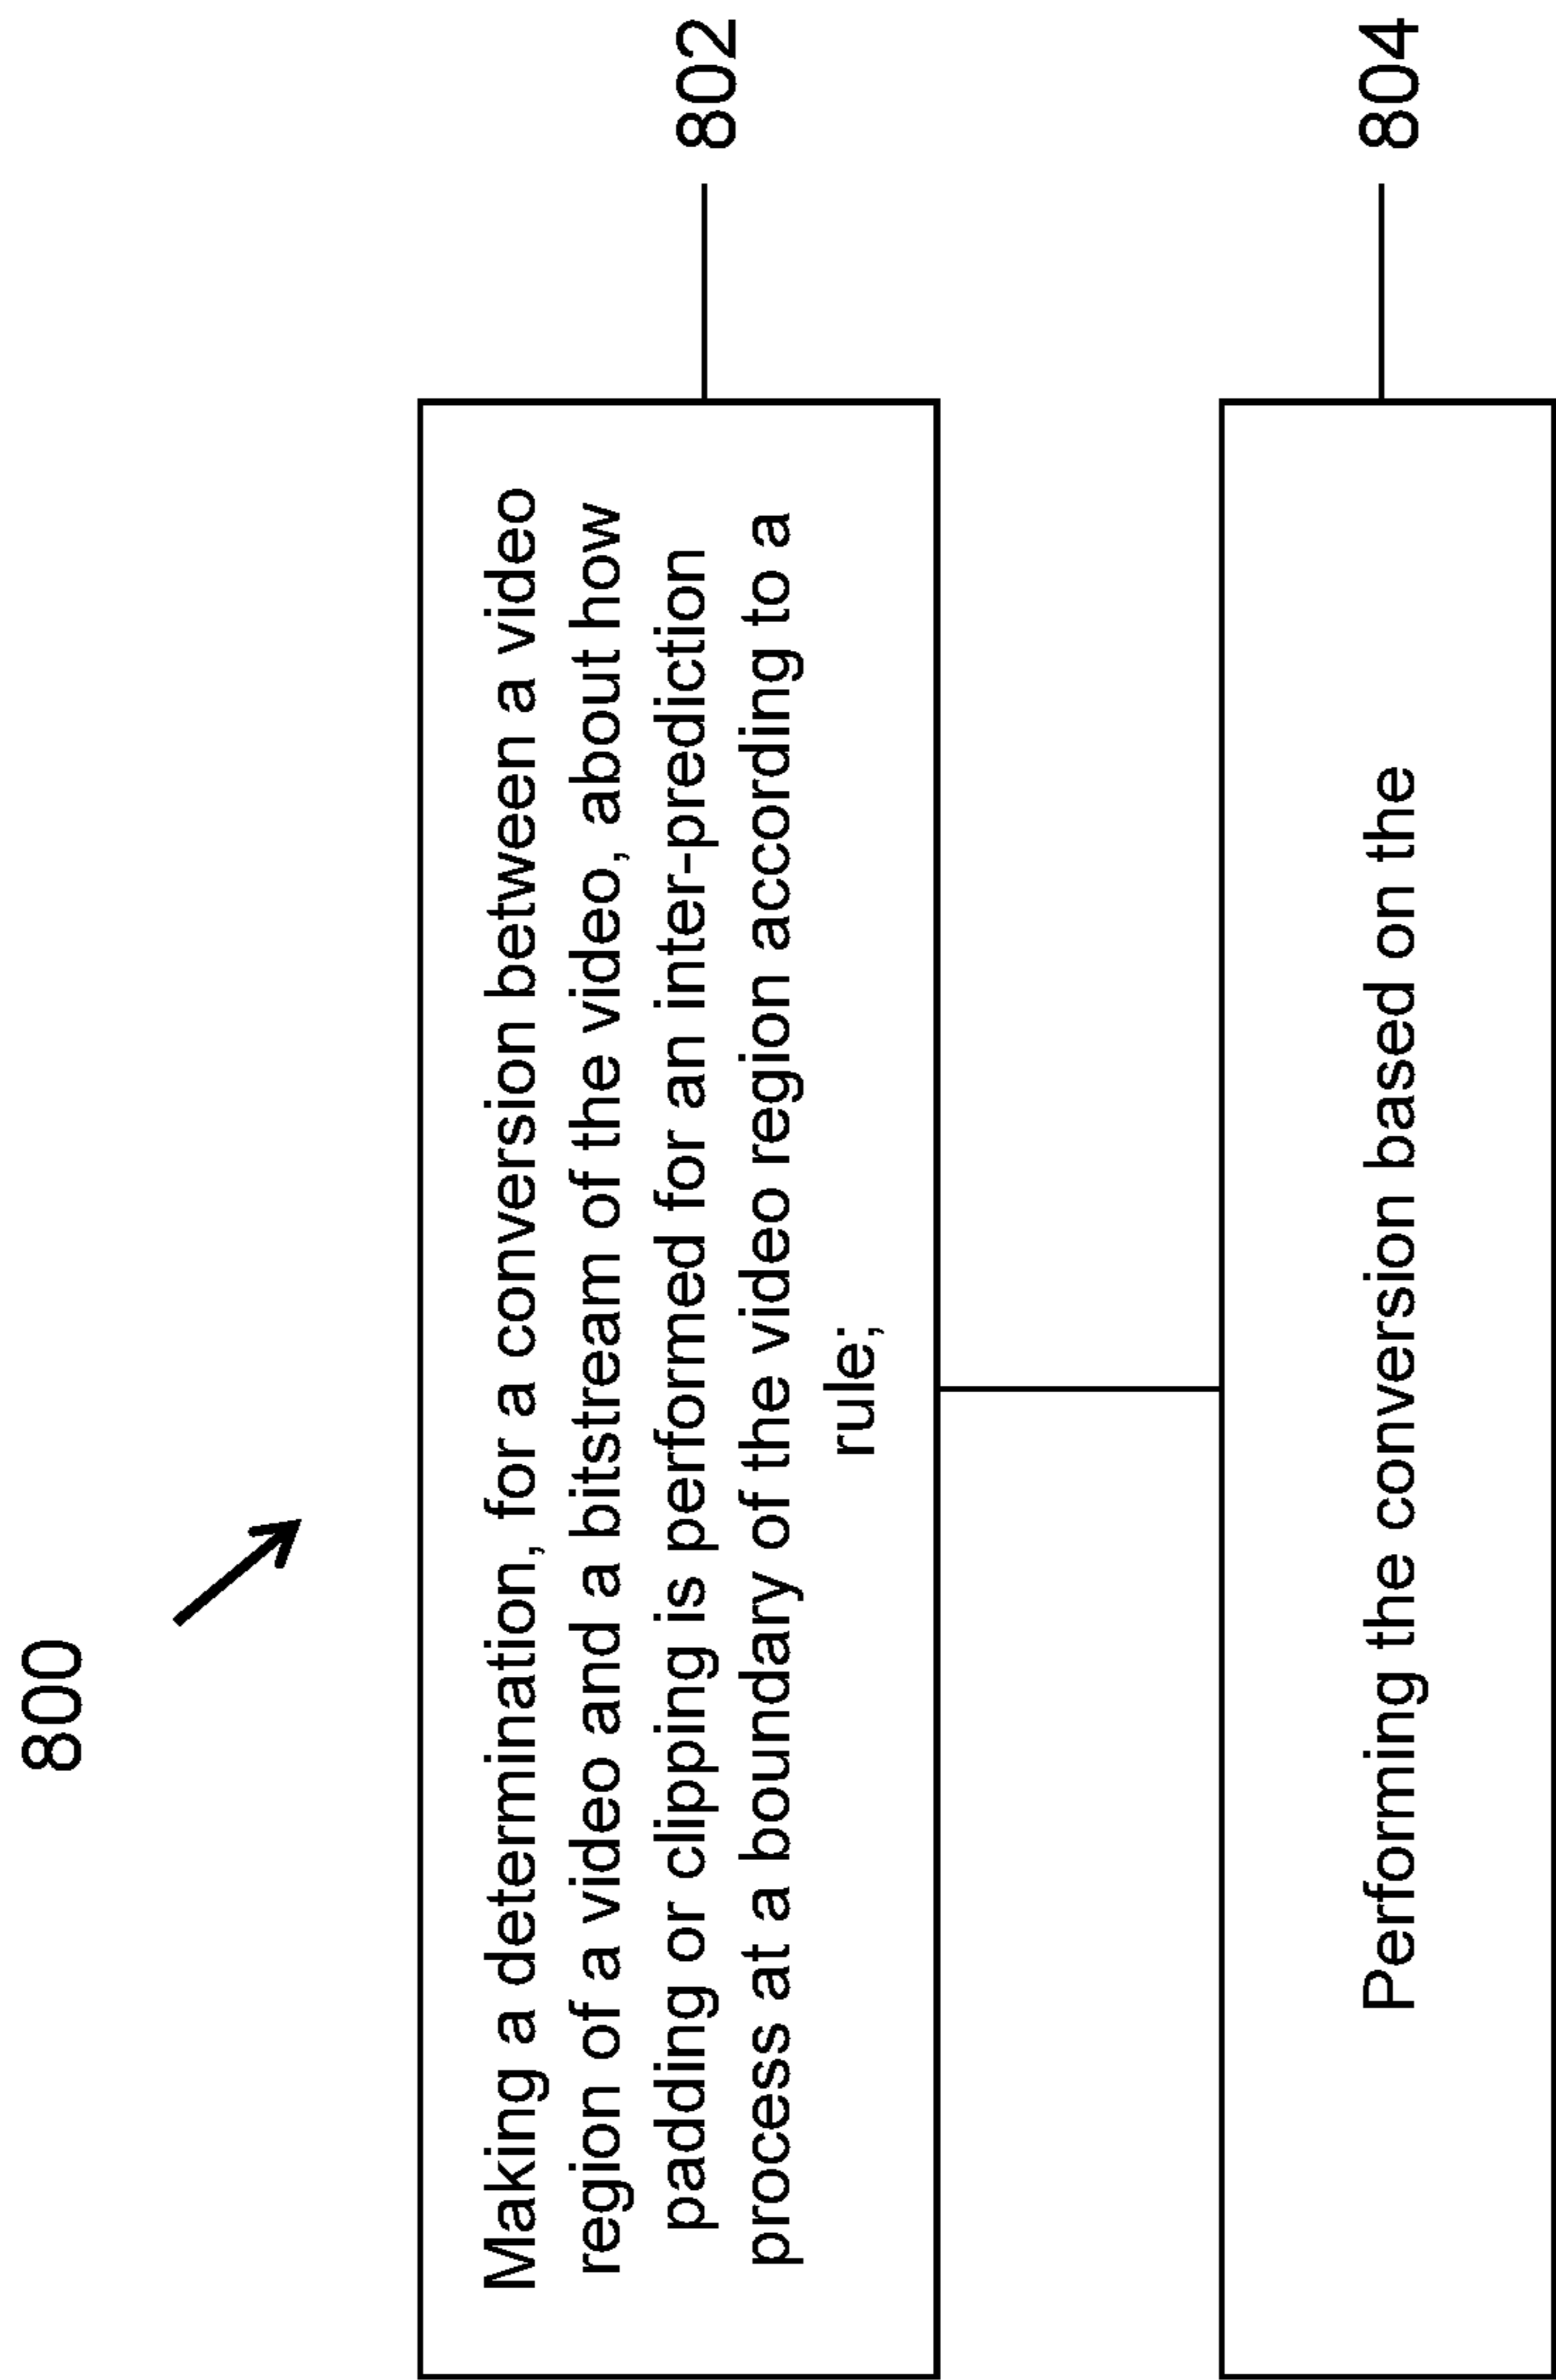 800
Making a determination, for a conversion between a video
region of a video and a bitstream of the video, about how
padding or clipping is performed for an inter-prediction
process at a boundary of the video region according to a
rule;
802
Performing the conversion based on the
804